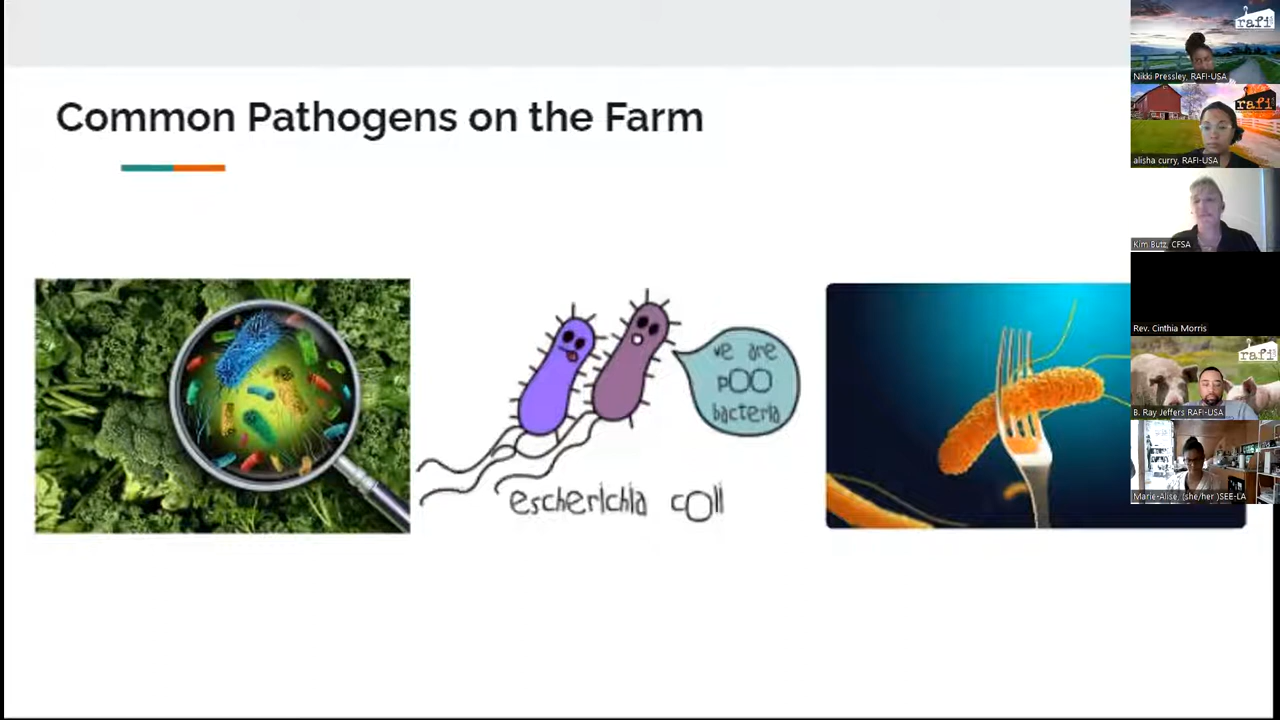 Common Pathogens on the Farm
we are
poo
bacteria
escherichia coli
rafi
Nikki Pressley, RAFI-USA
rafi
alisha curry, RAFI-USA
Kim Butz, CFSA
Rev. Cinthia Morris
rafi
B. Ray Jeffers RAFI-USA
Marie-Alise, (she/her )SEE-LA